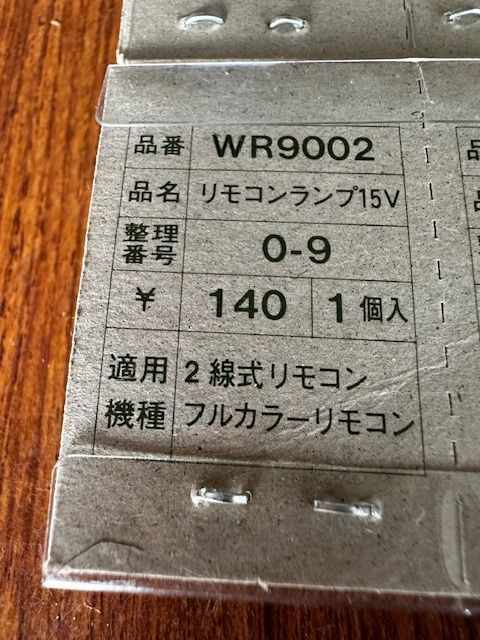 品番 WR9002
品名 リモコンランプ15V
整理番号 0-9
¥ 140 1個入
適用機種 2線式リモコン
フルカラーリモコン